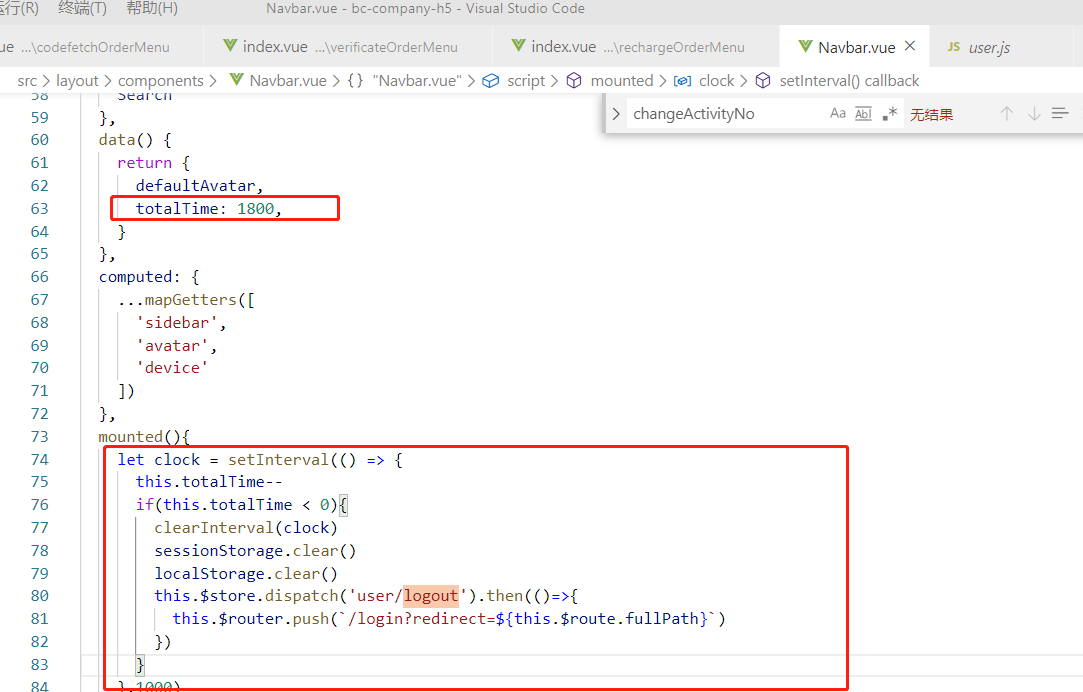 运行(R) 终端(T) 帮助(H) Navbar.vue - bc-company-h5 - Visual Studio Code
ue ...\codefetchOrderMenu index.vue ...\verificateOrderMenu index.vue ...\rechargeOrderMenu Navbar.vue × JS user.js
src > layout > components > Navbar.vue > {} "Navbar.vue" > script > mounted > clock > setInterval() callback
> changeActivityNo Aa Abl .* 无结果
58 Search
59 },
60 data() {
61 return {
62 defaultAvatar,
63 totalTime: 1800,
64 }
65 },
66 computed: {
67 ...mapGetters([
68 'sidebar',
69 'avatar',
70 'device'
71 ])
72 },
73 mounted(){
74 let clock = setInterval(() => {
75 this.totalTime--
76 if(this.totalTime < 0){
77 clearInterval(clock)
78 sessionStorage.clear()
79 localStorage.clear()
80 this.$store.dispatch('user/logout').then(()=>{
81 this.$router.push(`/login?redirect=${this.$route.fullPath}`)
82 })
83 }
84 },1000)